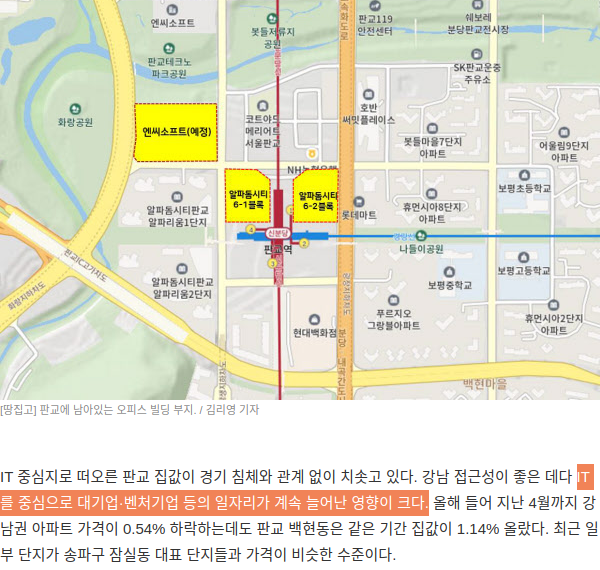 엔씨소프트
판교테크노
파크공원
봇들저류지
공원
판교119
안전센터
쉐보레
분당판교전시장
SK판교운중
주유소
화랑공원
엔씨소프트(예정)
코트야드
메리어트
서울판교
호반
써밋플레이스
봇들마을7단지
아파트
어울림9단지
아파트
보평초등학교
알파돔시티
6-1블록
알파돔시티
6-2블록
알파돔시티판교
알파리움1단지
롯데마트
휴먼시아8단지
아파트
4
신분당
2
3
판교역
경강선
나들이공원
판교IC고가차도
화랑지하차도
알파돔시티판교
알파리움2단지
보평중학교
보평고등학교
푸르지오
그랑블아파트
휴먼시아2단지
아파트
현대백화점
백현마을
[땅집고] 판교에 남아있는 오피스 빌딩 부지. / 김리영 기자
IT 중심지로 떠오른 판교 집값이 경기 침체와 관계 없이 치솟고 있다. 강남 접근성이 좋은 데다 IT
를 중심으로 대기업·벤처기업 등의 일자리가 계속 늘어난 영향이 크다. 올해 들어 지난 4월까지 강
남권 아파트 가격이 0.54% 하락하는데도 판교 백현동은 같은 기간 집값이 1.14% 올랐다. 최근 일
부 단지가 송파구 잠실동 대표 단지들과 가격이 비슷한 수준이다.